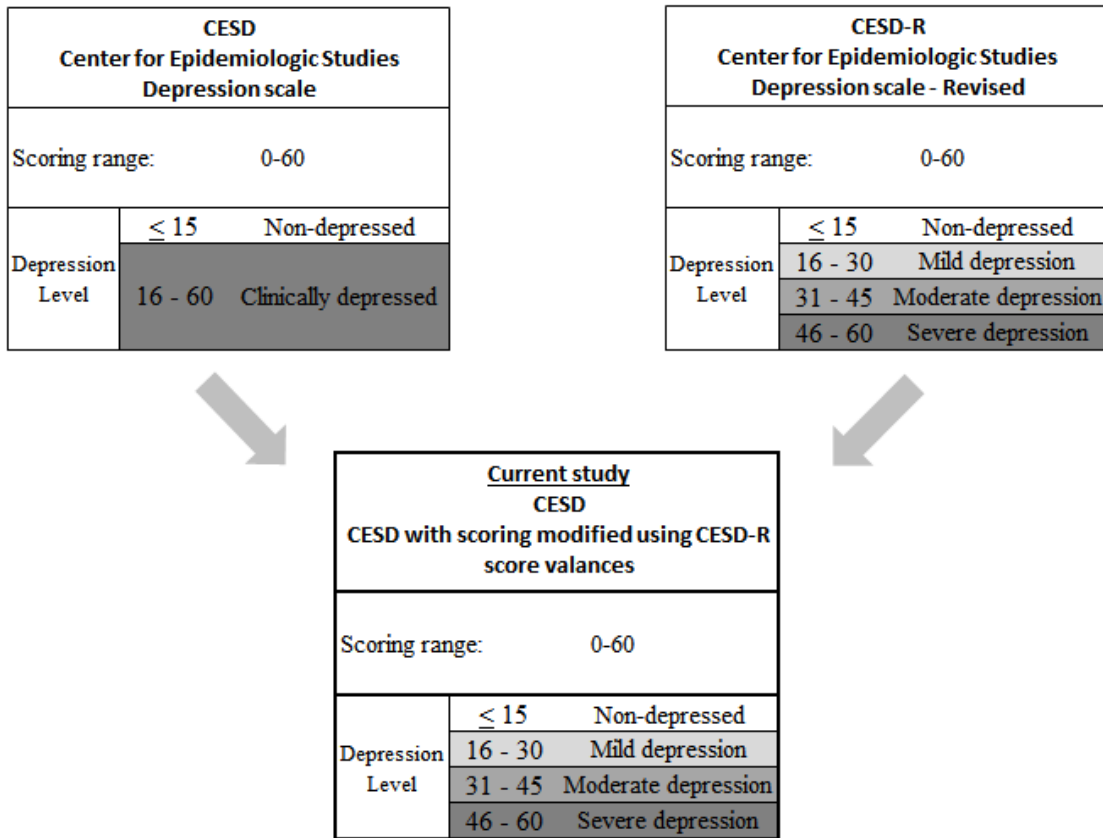 CESD
Center for Epidemiologic Studies
Depression scale
Scoring range: 0-60
Depression Level
≤ 15 Non-depressed
16 - 60 Clinically depressed
CESD-R
Center for Epidemiologic Studies
Depression scale - Revised
Scoring range: 0-60
Depression Level
≤ 15 Non-depressed
16 - 30 Mild depression
31 - 45 Moderate depression
46 - 60 Severe depression
Current study
CESD
CESD with scoring modified using CESD-R
score valances
Scoring range: 0-60
Depression Level
≤ 15 Non-depressed
16 - 30 Mild depression
31 - 45 Moderate depression
46 - 60 Severe depression